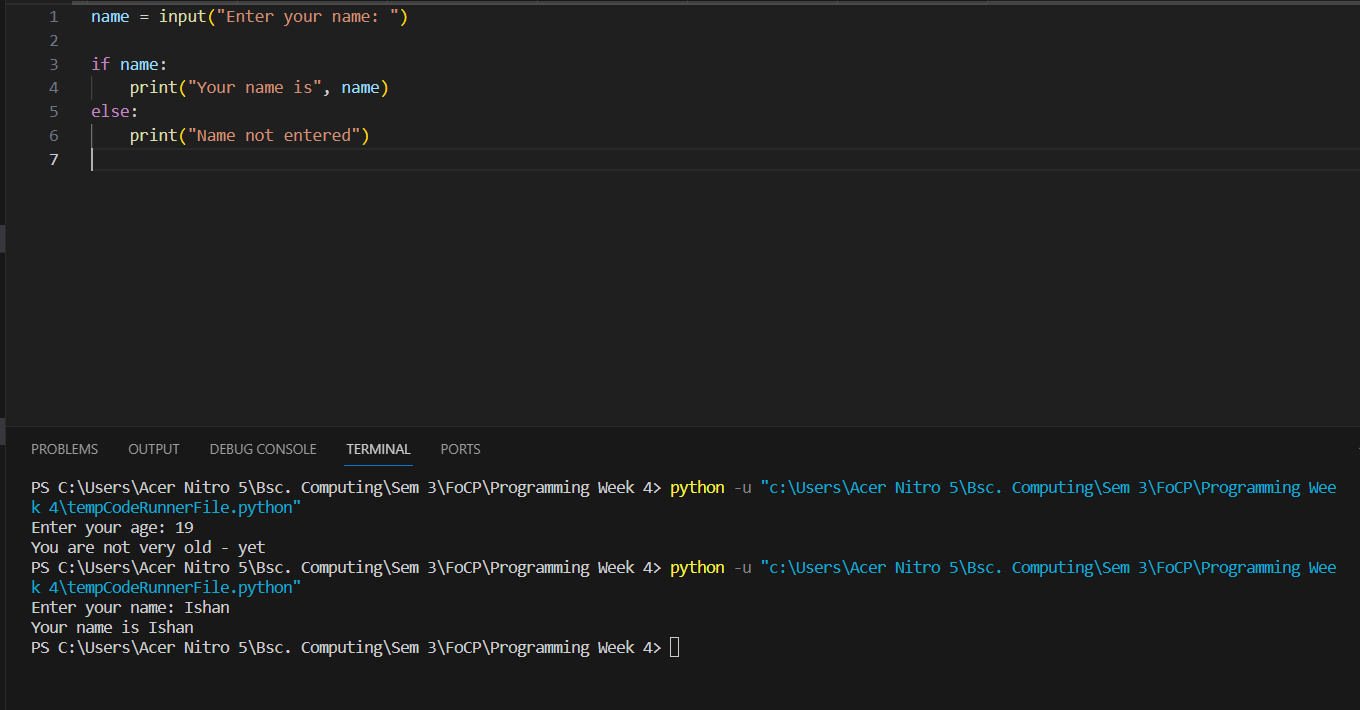 1 name = input("Enter your name: ")
2
3 if name:
4     print("Your name is", name)
5 else:
6     print("Name not entered")
7
PROBLEMS OUTPUT DEBUG CONSOLE TERMINAL PORTS
PS C:\Users\Acer Nitro 5\Bsc. Computing\Sem 3\FoCP\Programming Week 4> python -u "c:\Users\Acer Nitro 5\Bsc. Computing\Sem 3\FoCP\Programming Wee
k 4\tempCodeRunnerFile.python"
Enter your age: 19
You are not very old - yet
PS C:\Users\Acer Nitro 5\Bsc. Computing\Sem 3\FoCP\Programming Week 4> python -u "c:\Users\Acer Nitro 5\Bsc. Computing\Sem 3\FoCP\Programming Wee
k 4\tempCodeRunnerFile.python"
Enter your name: Ishan
Your name is Ishan
PS C:\Users\Acer Nitro 5\Bsc. Computing\Sem 3\FoCP\Programming Week 4>